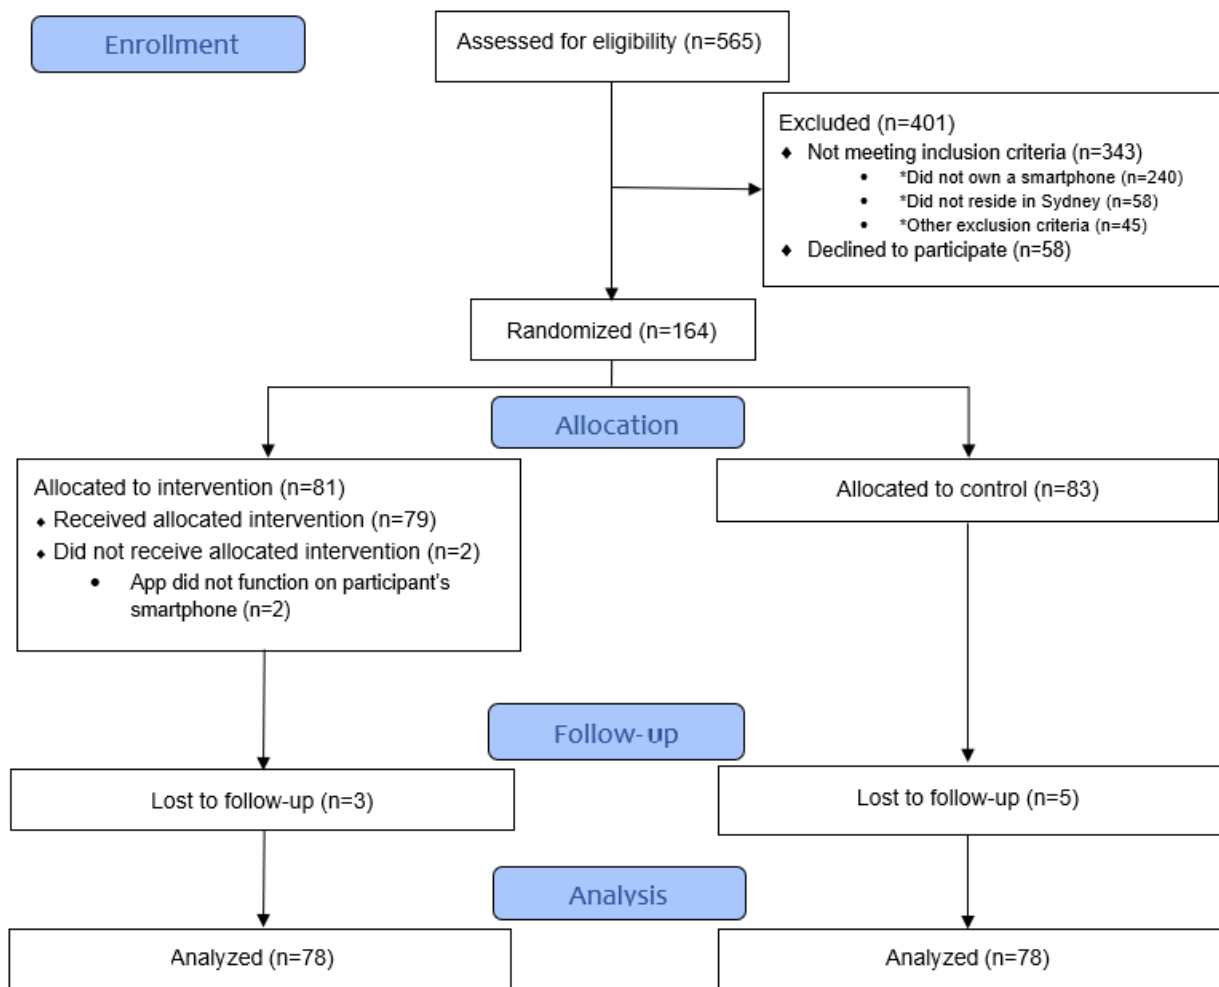 Enrollment
Assessed for eligibility (n=565)
Excluded (n=401)
♦ Not meeting inclusion criteria (n=343)
• *Did not own a smartphone (n=240)
• *Did not reside in Sydney (n=58)
• *Other exclusion criteria (n=45)
♦ Declined to participate (n=58)
Randomized (n=164)
Allocation
Allocated to intervention (n=81)
♦ Received allocated intervention (n=79)
♦ Did not receive allocated intervention (n=2)
• App did not function on participant's
smartphone (n=2)
Allocated to control (n=83)
Follow-up
Lost to follow-up (n=3)
Lost to follow-up (n=5)
Analysis
Analyzed (n=78)
Analyzed (n=78)